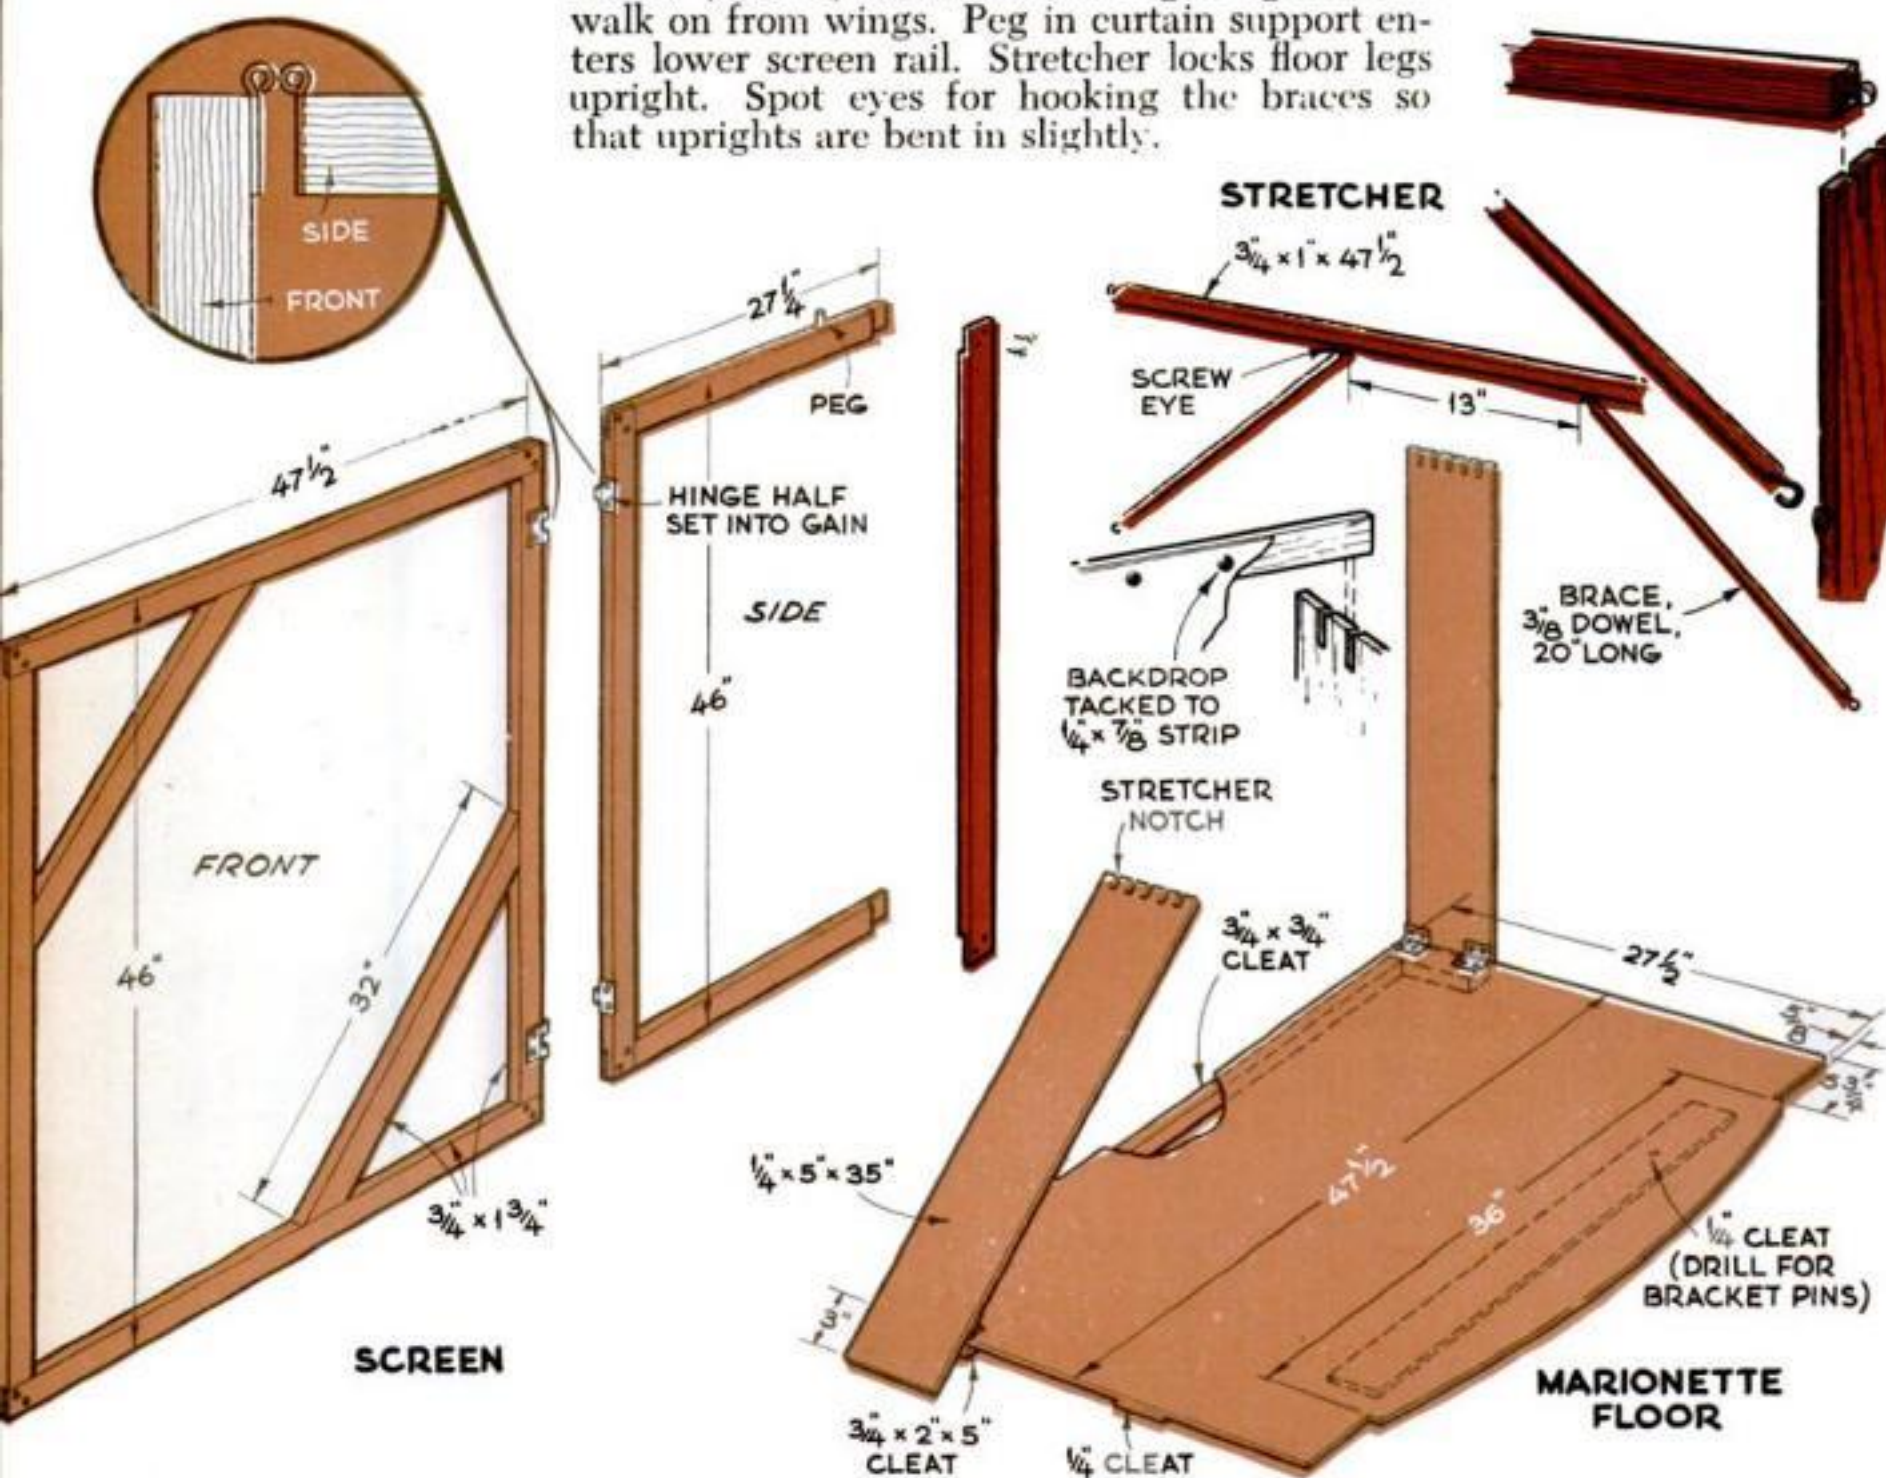 walk on from wings. Peg in curtain support en-
ters lower screen rail. Stretcher locks floor legs
upright. Spot eyes for hooking the braces so
that uprights are bent in slightly.
SIDE
FRONT
STRETCHER
3/4" x 1" x 47 1/2"
27 1/4"
PEG
SCREW
EYE
13"
47 1/2"
HINGE HALF
SET INTO GAIN
SIDE
46"
BRACE,
3/8" DOWEL,
20" LONG
BACKDROP
TACKED TO
1/4" x 7/8" STRIP
STRETCHER
NOTCH
FRONT
46"
32"
3/4" x 1 3/4"
SCREEN
3/4" x 3/4"
CLEAT
27 1/2"
1/4" x 5" x 35"
47 1/2"
36"
1/4" CLEAT
(DRILL FOR
BRACKET PINS)
3"
3/4" x 2" x 5"
CLEAT
1/4" CLEAT
MARIONETTE
FLOOR